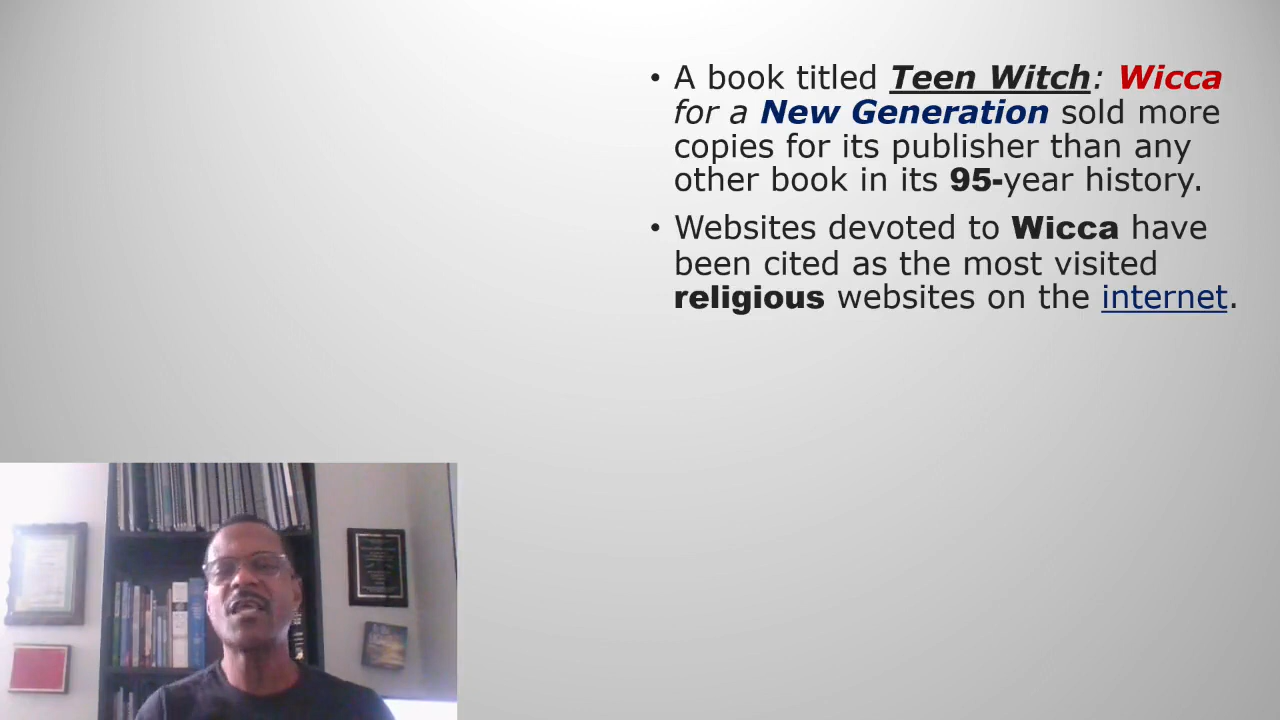 • A book titled Teen Witch: Wicca
for a New Generation sold more
copies for its publisher than any
other book in its 95-year history.
• Websites devoted to Wicca have
been cited as the most visited
religious websites on the internet.